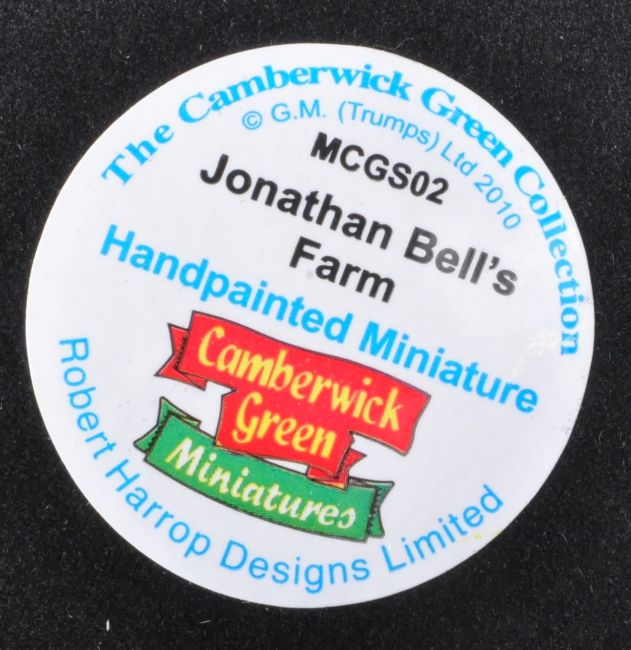 The Camberwick Green Collection
© G.M. (Trumps) Ltd 2010
MCGS02
Jonathan Bell's
Farm
Handpainted Miniature
Camberwick
Green
Miniatures
Robert Harrop Designs Limited